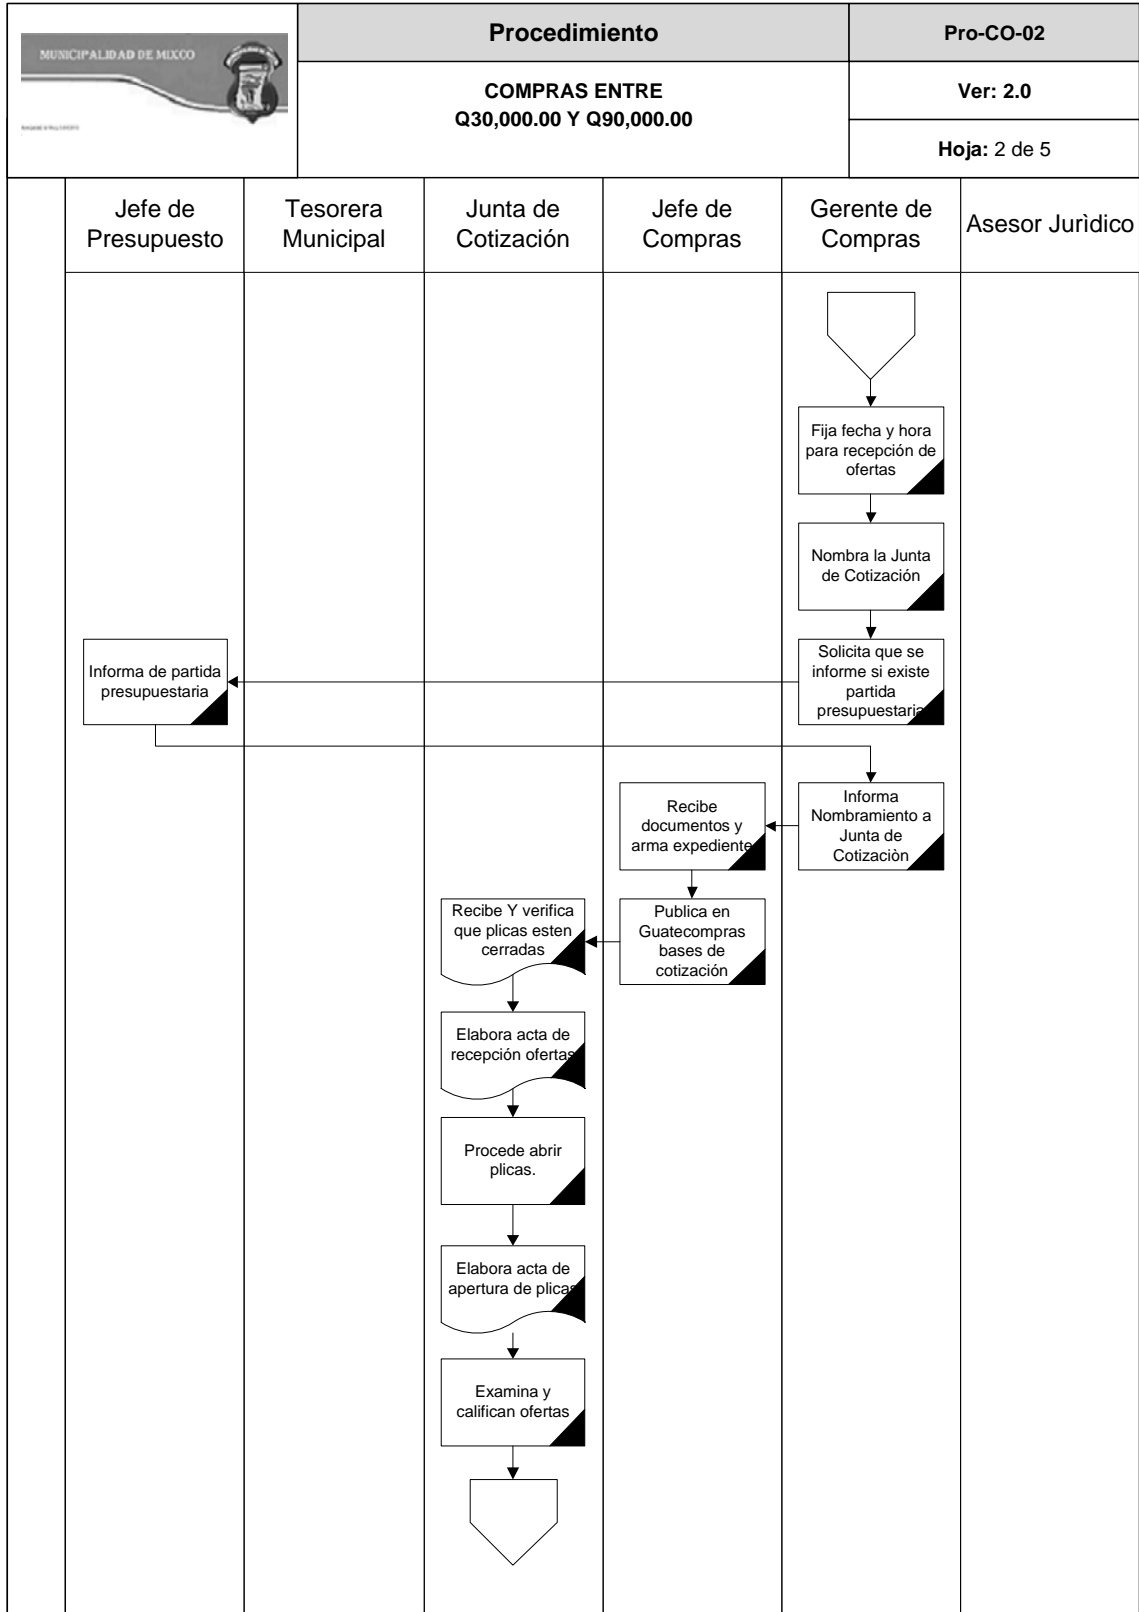 MUNICIPALIDAD DE MIXCO
Procedimiento
Pro-CO-02
COMPRAS ENTRE
Q30,000.00 Y Q90,000.00
Ver: 2.0
Hoja: 2 de 5
Jefe de
Presupuesto
Tesorera
Municipal
Junta de
Cotización
Jefe de
Compras
Gerente de
Compras
Asesor Jurìdico
Fija fecha y hora
para recepción de
ofertas
Nombra la Junta
de Cotización
Solicita que se
informe si existe
partida
presupuestaria
Informa de partida
presupuestaria
Informa
Nombramiento a
Junta de
Cotizaciòn
Recibe
documentos y
arma expediente
Publica en
Guatecompras
bases de
cotización
Recibe Y verifica
que plicas esten
cerradas
Elabora acta de
recepción ofertas
Procede abrir
plicas.
Elabora acta de
apertura de plicas
Examina y
califican ofertas